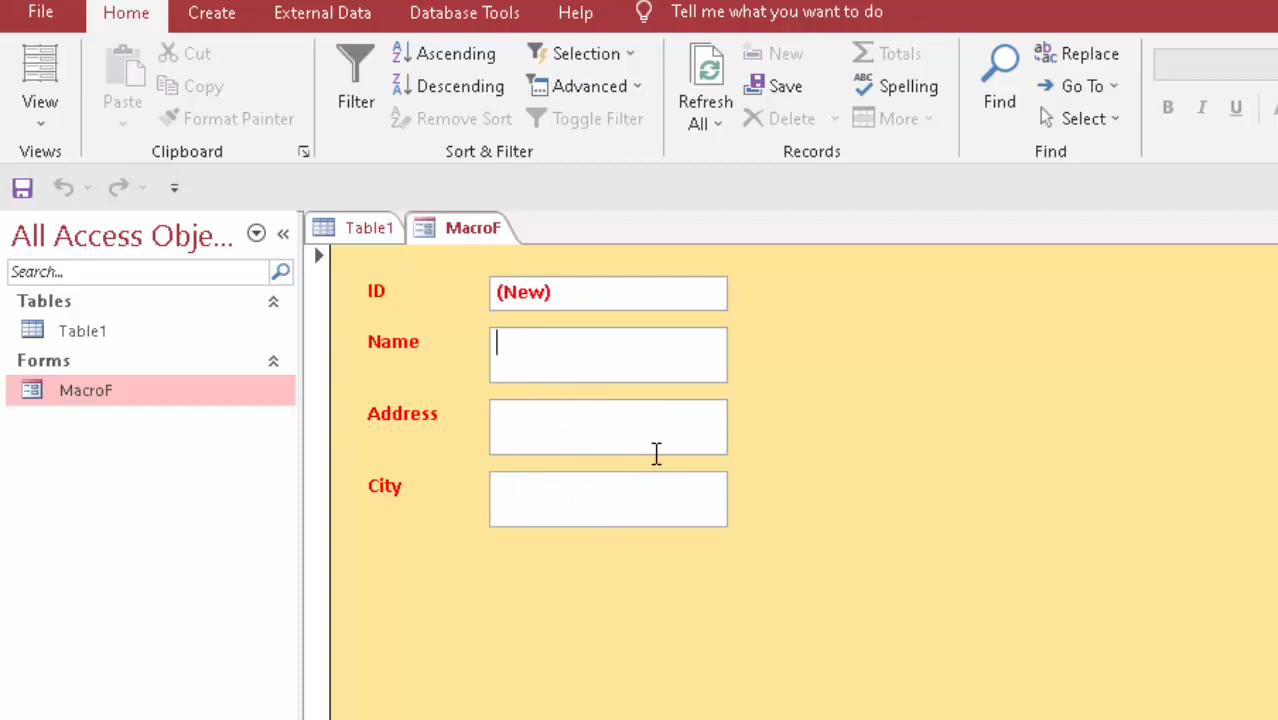 File Home Create External Data Database Tools Help Tell me what you want to do
View
Views
Paste
Cut
Copy
Format Painter
Clipboard
Filter
Ascending
Descending
Remove Sort
Selection
Advanced
Toggle Filter
Sort & Filter
Refresh
All
New
Save
Delete
Totals
Spelling
More
Records
Find
Replace
Go To
Select
Find
B I U
All Access Obje...
Search...
Tables
Table1
Forms
MacroF
Table1 MacroF
ID (New)
Name
Address
City